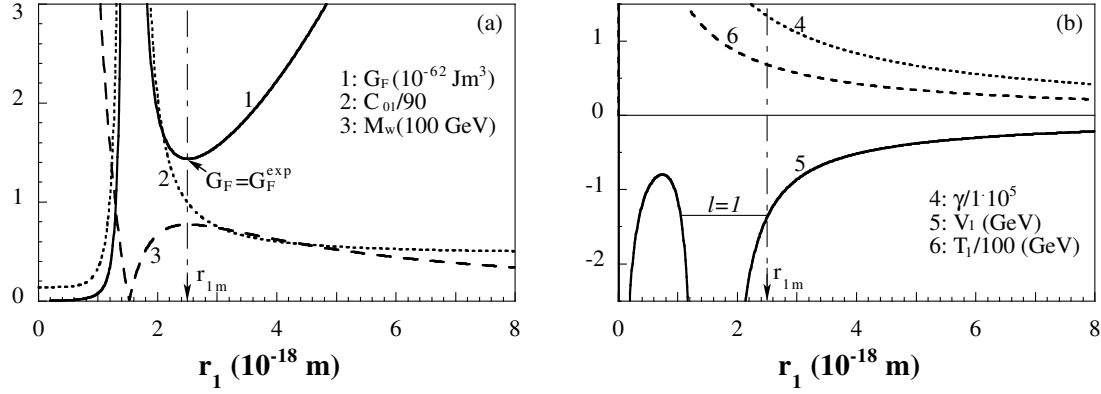 3
2
1
0
(a)
1: G_F(10^-62 Jm^3)
2: C_01/90
3: M_w(100 GeV)
1
2
3
G_F=G_F^exp
r_1m
0 2 4 6 8
r_1 (10^-18 m)
1
0
-1
-2
(b)
4
6
5
l=1
4: γ/1·10^5
5: V_1 (GeV)
6: T_1/100 (GeV)
r_1m
0 2 4 6 8
r_1 (10^-18 m)